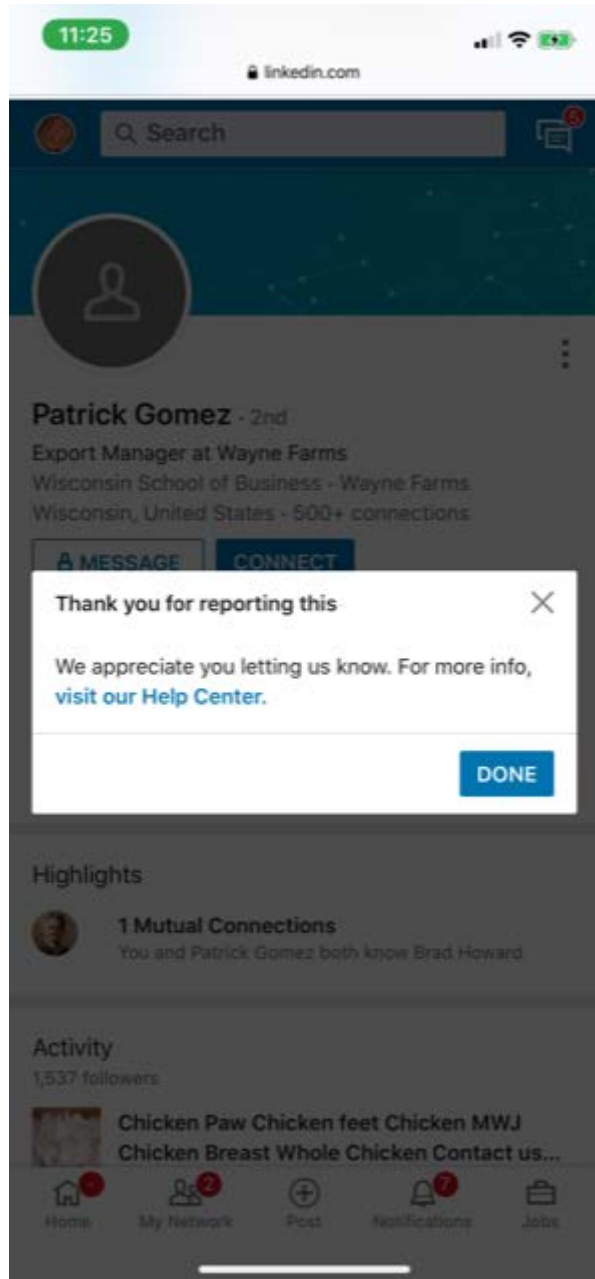 11:25
linkedin.com
Search
6
Patrick Gomez · 2nd
Export Manager at Wayne Farms
Wisconsin School of Business · Wayne Farms
Wisconsin, United States · 500+ connections
MESSAGE
CONNECT
Thank you for reporting this
We appreciate you letting us know. For more info,
visit our Help Center.
DONE
Highlights
1 Mutual Connections
You and Patrick Gomez both know Brad Howard
Activity
1,537 followers
Chicken Paw Chicken feet Chicken MWJ
Chicken Breast Whole Chicken Contact us...
2
7
Home
My Network
Post
Notifications
Jobs